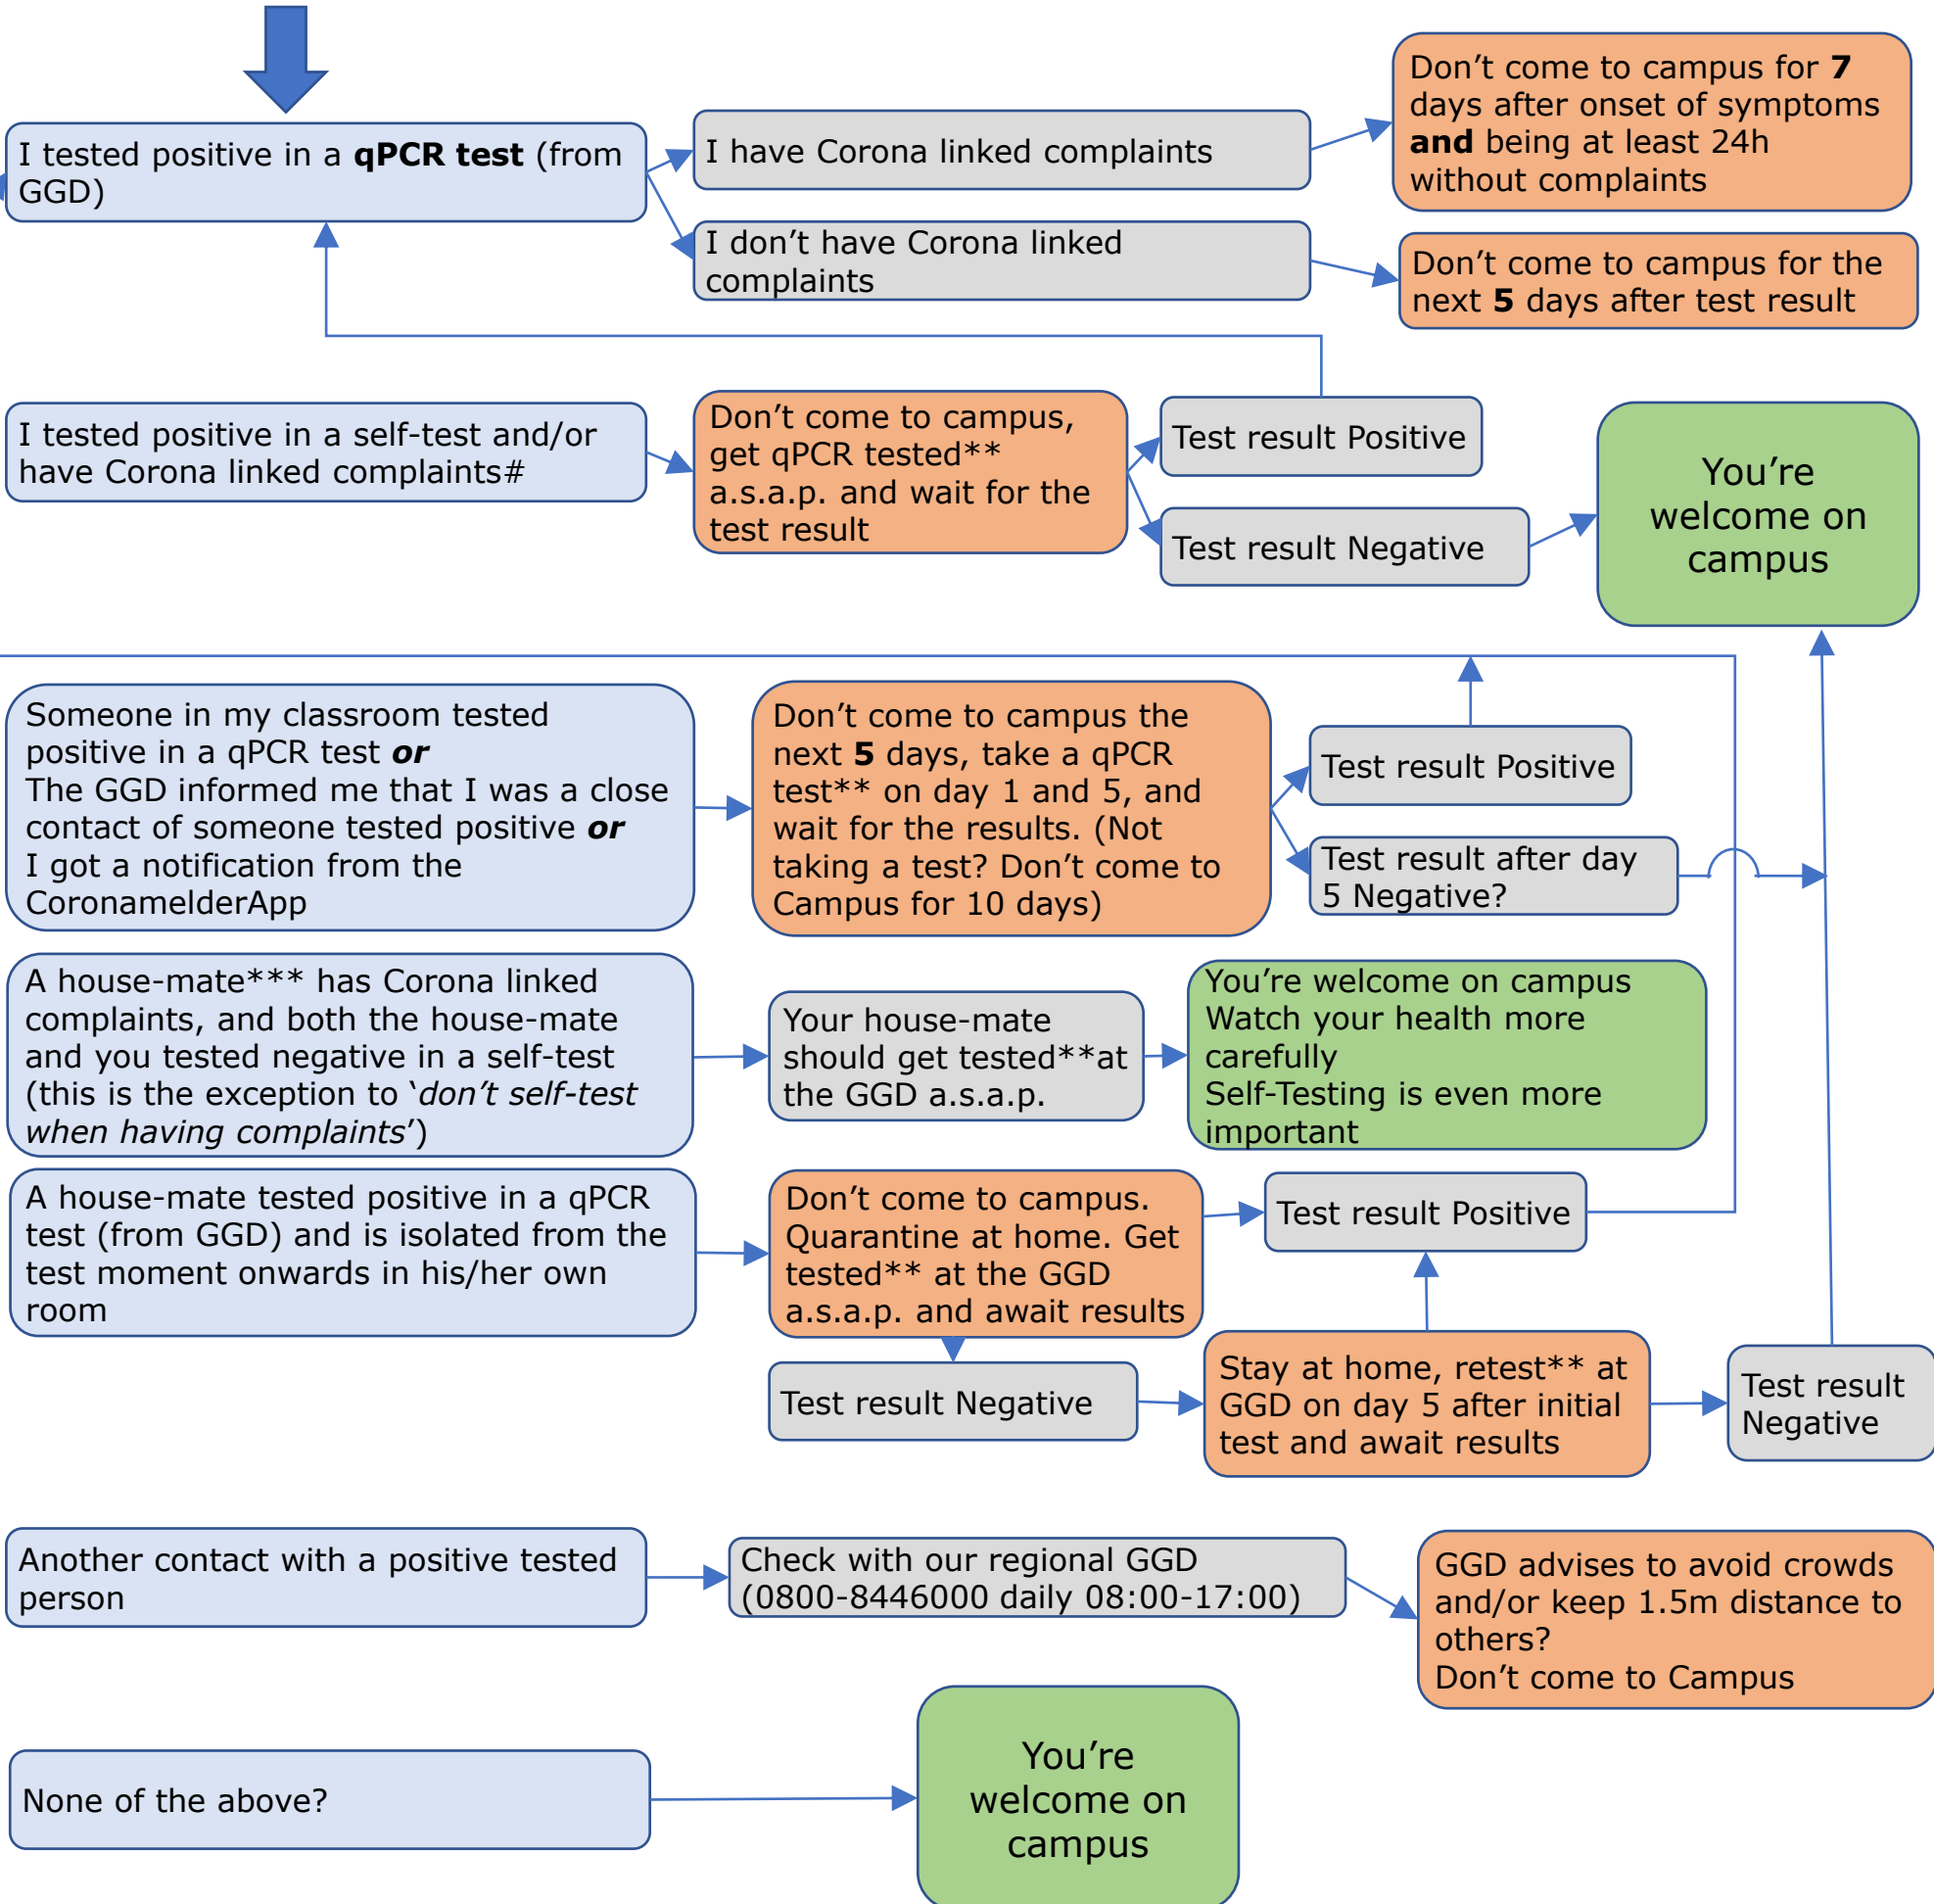 I tested positive in a qPCR test (from
GGD)
I have Corona linked complaints
Don’t come to campus for 7
days after onset of symptoms
and being at least 24h
without complaints
I don’t have Corona linked
complaints
Don’t come to campus for the
next 5 days after test result
I tested positive in a self-test and/or
have Corona linked complaints#
Don’t come to campus,
get qPCR tested**
a.s.a.p. and wait for the
test result
Test result Positive
Test result Negative
You’re
welcome on
campus
Someone in my classroom tested
positive in a qPCR test or
The GGD informed me that I was a close
contact of someone tested positive or
I got a notification from the
CoronamelderApp
Don’t come to campus the
next 5 days, take a qPCR
test** on day 1 and 5, and
wait for the results. (Not
taking a test? Don’t come to
Campus for 10 days)
Test result Positive
Test result after day
5 Negative?
A house-mate*** has Corona linked
complaints, and both the house-mate
and you tested negative in a self-test
(this is the exception to ‘don’t self-test
when having complaints’)
Your house-mate
should get tested**at
the GGD a.s.a.p.
You’re welcome on campus
Watch your health more
carefully
Self-Testing is even more
important
A house-mate tested positive in a qPCR
test (from GGD) and is isolated from the
test moment onwards in his/her own
room
Don’t come to campus.
Quarantine at home. Get
tested** at the GGD
a.s.a.p. and await results
Test result Positive
Test result Negative
Stay at home, retest** at
GGD on day 5 after initial
test and await results
Test result
Negative
Another contact with a positive tested
person
Check with our regional GGD
(0800-8446000 daily 08:00-17:00)
GGD advises to avoid crowds
and/or keep 1.5m distance to
others?
Don’t come to Campus
None of the above?
You’re
welcome on
campus